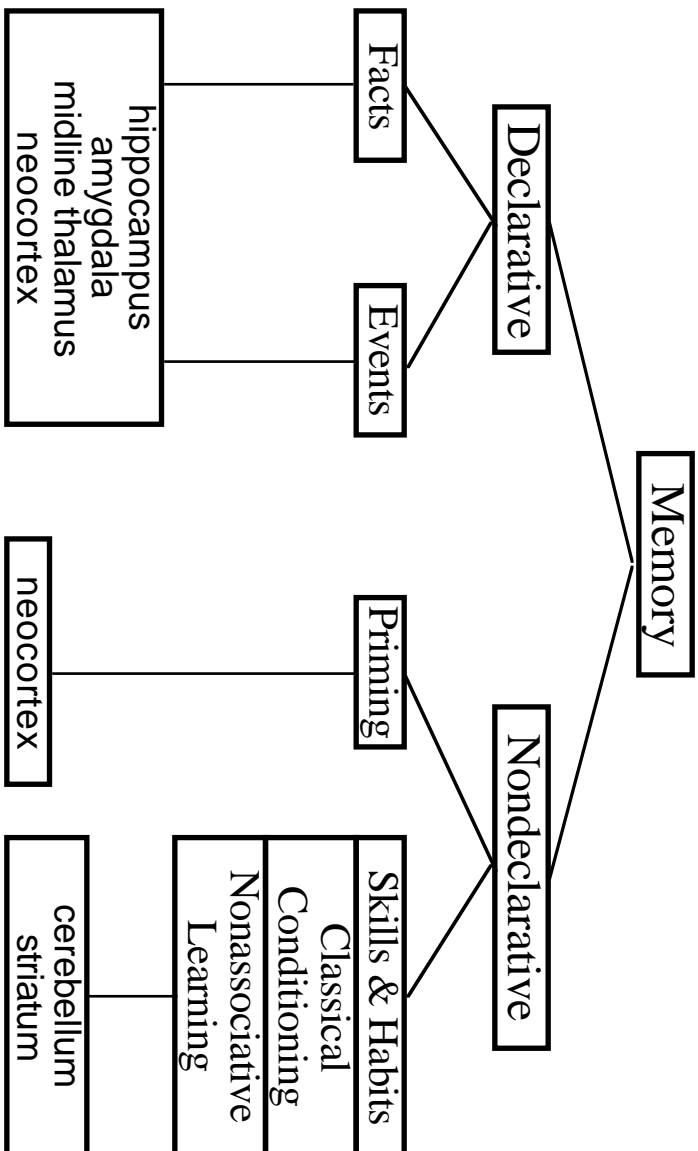 Memory
Declarative
Nondeclarative
Facts
Events
Priming
Skills & Habits
Classical
Conditioning
Nonassociative
Learning
hippocampus
amygdala
midline thalamus
neocortex
neocortex
cerebellum
striatum